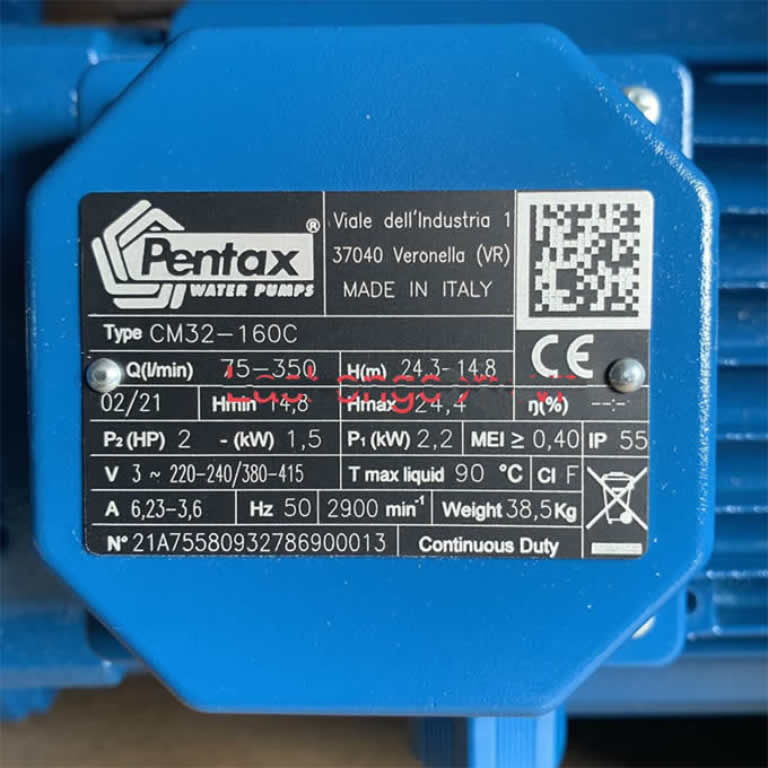 Pentax ®
WATER PUMPS
Viale dell'Industria 1
37040 Veronella (VR)
MADE IN ITALY
Type CM32-160C
CE
Q(l/min) 75-350 H(m) 24,3-14,8
02/21 Hmin 14,8 Hmax 24,4 η(%) --.-
P2 (HP) 2 - (kW) 1,5 P1 (kW) 2,2 MEI ≥ 0,40 IP 55
V 3 ~ 220-240/380-415 T max liquid 90 °C Cl F
A 6,23-3,6 Hz 50 2900 min⁻¹ Weight 38,5 Kg
N° 21A75580932786900013 Continuous Duty